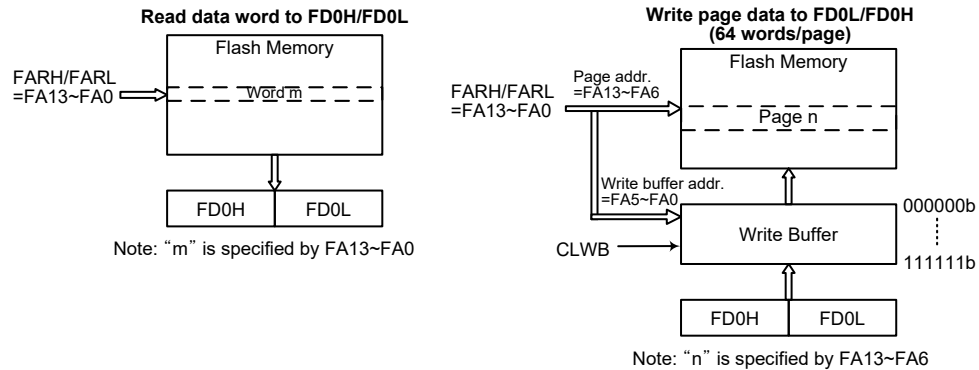 Read data word to FD0H/FD0L
Flash Memory
FARH/FARL
=FA13~FA0
Word m
FD0H
FD0L
Note: “m” is specified by FA13~FA0
Write page data to FD0L/FD0H
(64 words/page)
Flash Memory
Page addr.
=FA13~FA6
FARH/FARL
=FA13~FA0
Page n
Write buffer addr.
=FA5~FA0
000000b
Write Buffer
CLWB
111111b
FD0H
FD0L
Note: “n” is specified by FA13~FA6